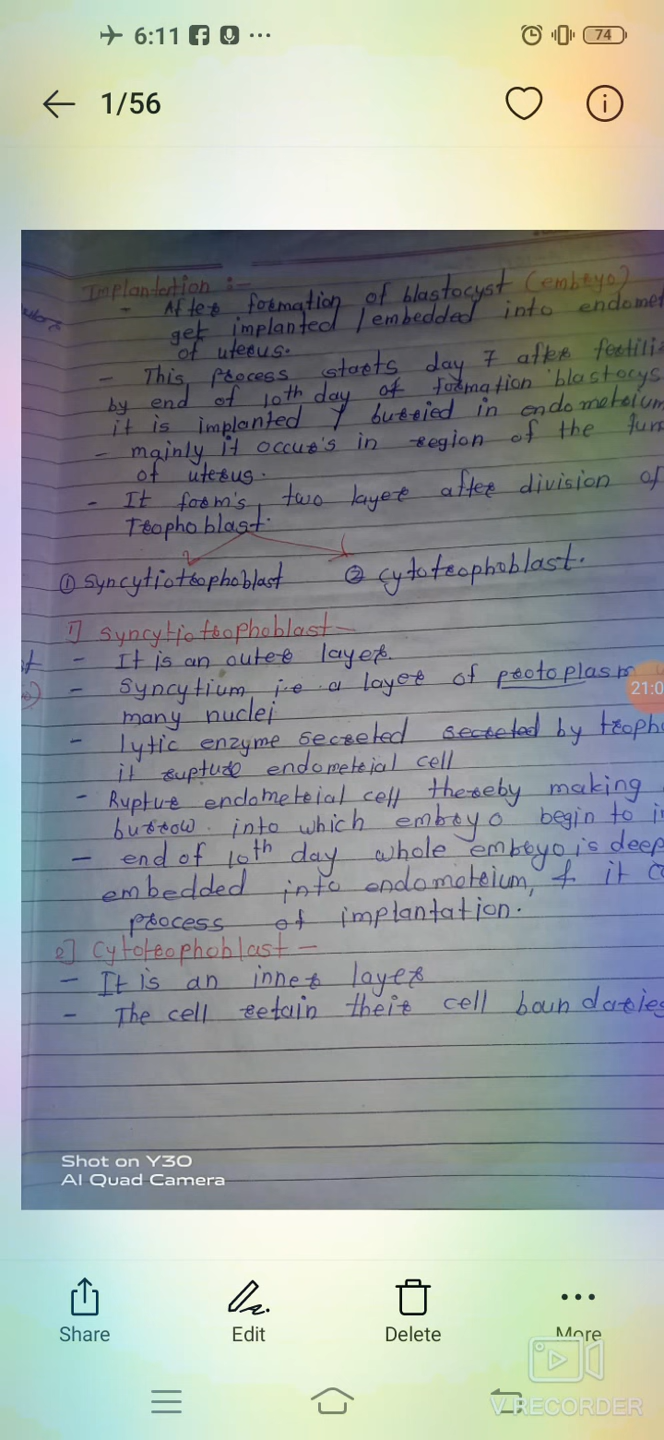 6:11
74
1/56
Implantation :-
- After formation of blastocyst (embryo)
get implanted / embedded into endomet
of uterus.
- This process starts day 7 after fertiliz
by end of 10th day of formation blastocys
it is implanted / burried in endometrium
- mainly it occur's in region of the fun
of uterus.
- It form's two layer after division of
Trophoblast.
① Syncytiotrophoblast ② Cytotrophoblast.
1] Syncytiotrophoblast-
- It is an outer layer.
- Syncytium i.e a layer of protoplasm
many nuclei
21:0
- lytic enzyme secreted secreted by troph
it rupture endometrial cell
- Rupture endometrial cell thereby making
burrow. into which embryo begin to i
- end of 10th day whole embryo is deep
embedded into endometrium, & it c
process of implantation.
2] Cytotrophoblast -
- It is an inner layer
- The cell retain their cell boundaries
Shot on Y30
AI Quad Camera
Share Edit Delete More
V RECORDER